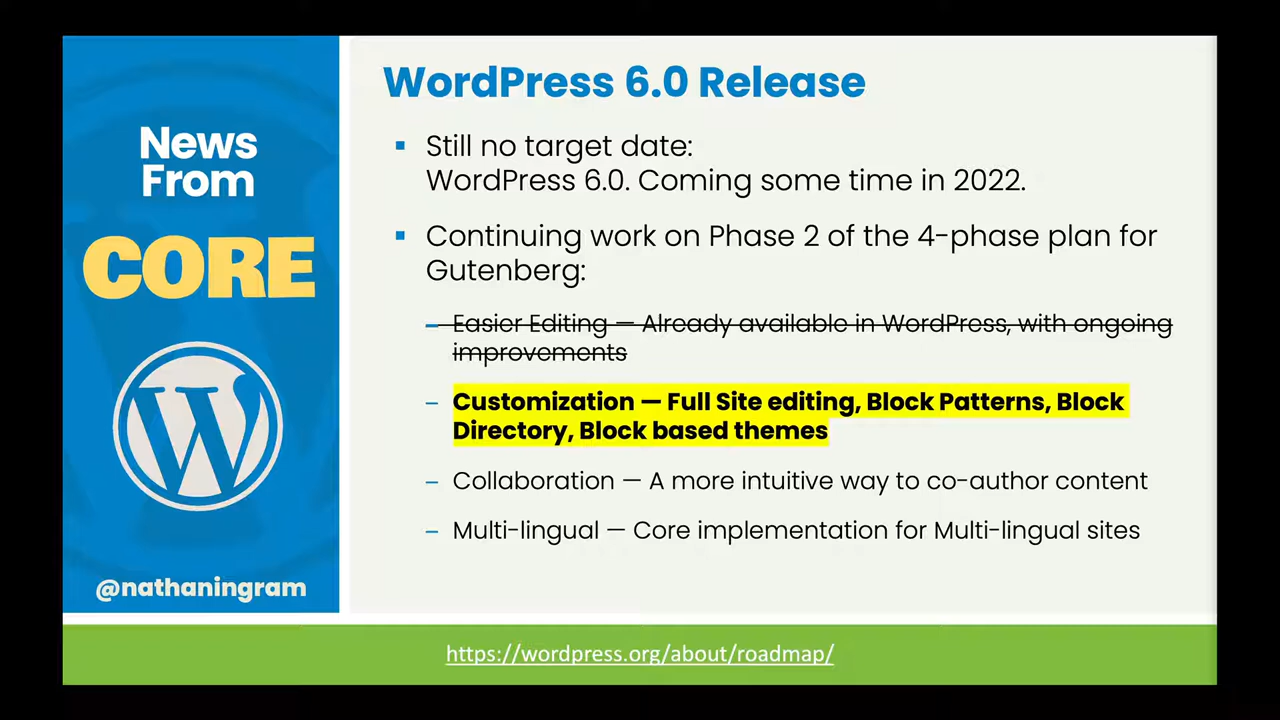 News
From
CORE
@nathaningram
WordPress 6.0 Release
Still no target date:
WordPress 6.0. Coming some time in 2022.
Continuing work on Phase 2 of the 4-phase plan for
Gutenberg:
– Easier Editing — Already available in WordPress, with ongoing
improvements
– Customization — Full Site editing, Block Patterns, Block
Directory, Block based themes
– Collaboration — A more intuitive way to co-author content
– Multi-lingual — Core implementation for Multi-lingual sites
https://wordpress.org/about/roadmap/